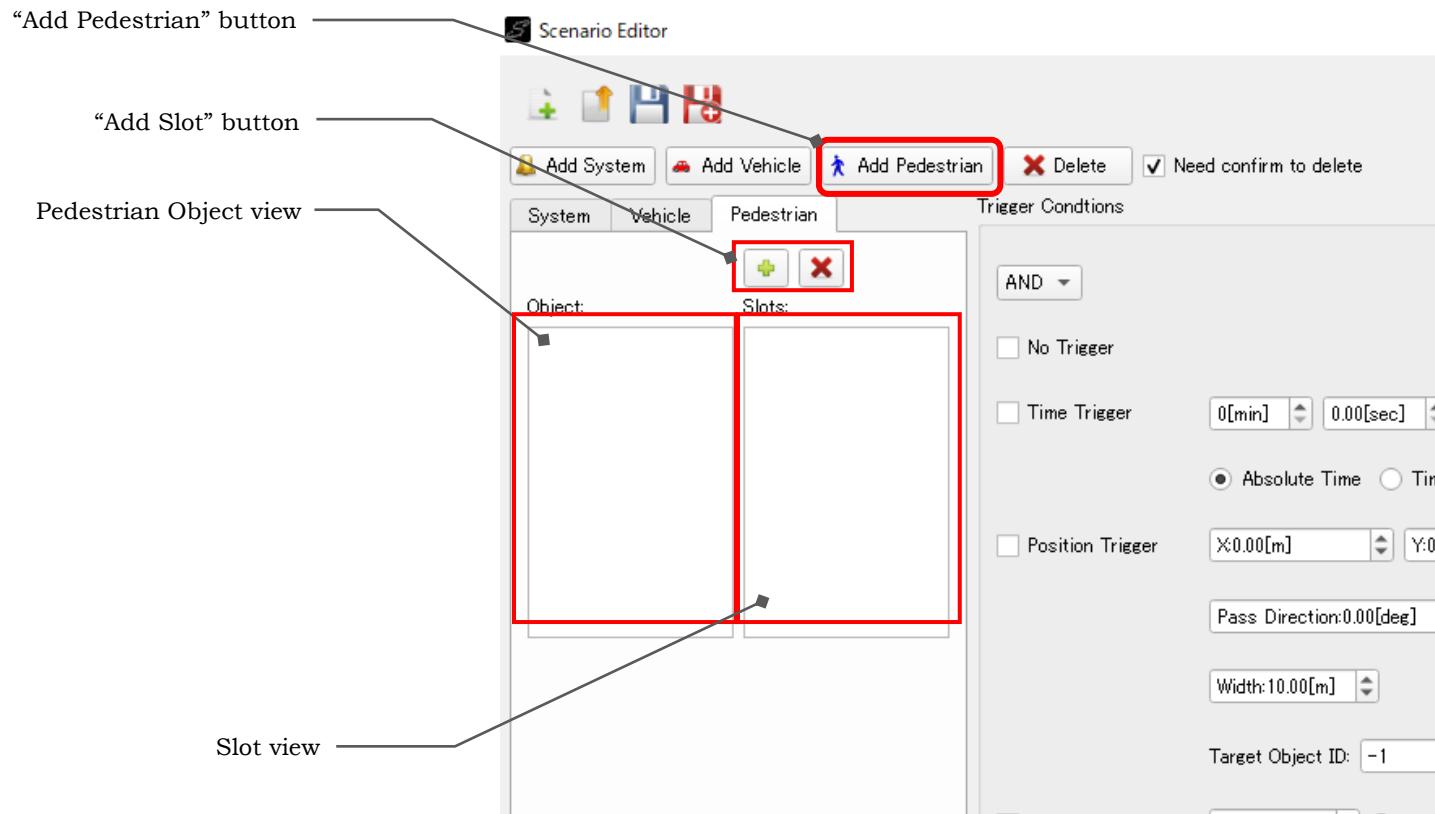 “Add Pedestrian” button
Scenario Editor
“Add Slot” button
Add System Add Vehicle Add Pedestrian Delete Need confirm to delete
Pedestrian Object view
System Vehicle Pedestrian
Trigger Condtions
AND
Object: Slots:
No Trigger
Time Trigger 0[min] 0.00[sec]
Absolute Time
Position Trigger X:0.00[m] Y:0
Pass Direction:0.00[deg]
Width:10.00[m]
Slot view
Target Object ID: -1